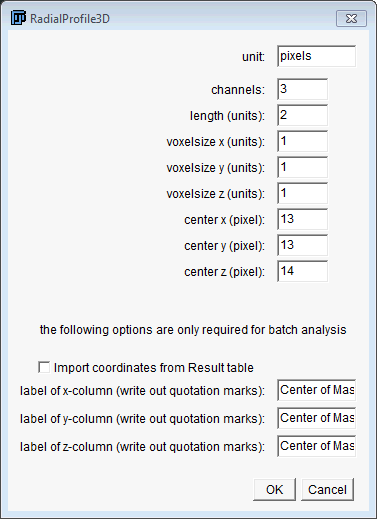 RadialProfile3D
unit: pixels
channels: 3
length (units): 2
voxelsize x (units): 1
voxelsize y (units): 1
voxelsize z (units): 1
center x (pixel): 13
center y (pixel): 13
center z (pixel): 14
the following options are only required for batch analysis
Import coordinates from Result table
label of x-column (write out quotation marks): Center of Mas
label of y-column (write out quotation marks): Center of Mas
label of z-column (write out quotation marks): Center of Mas
OK Cancel